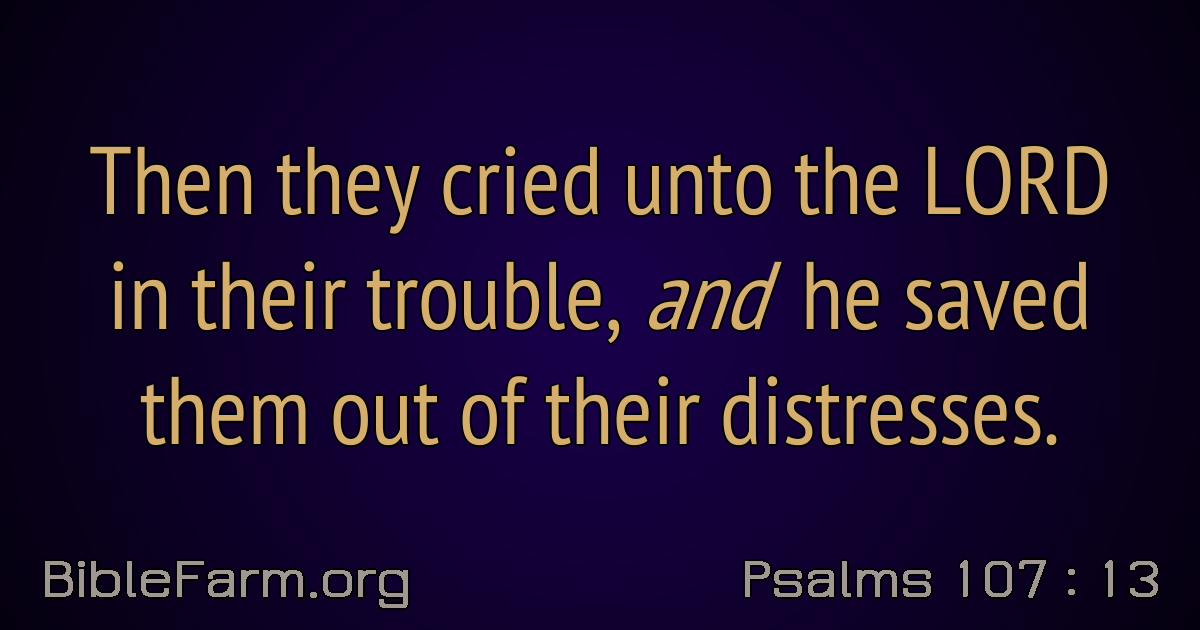 Then they cried unto the LORD
in their trouble, and he saved
them out of their distresses.
BibleFarm.org
Psalms 107 : 13